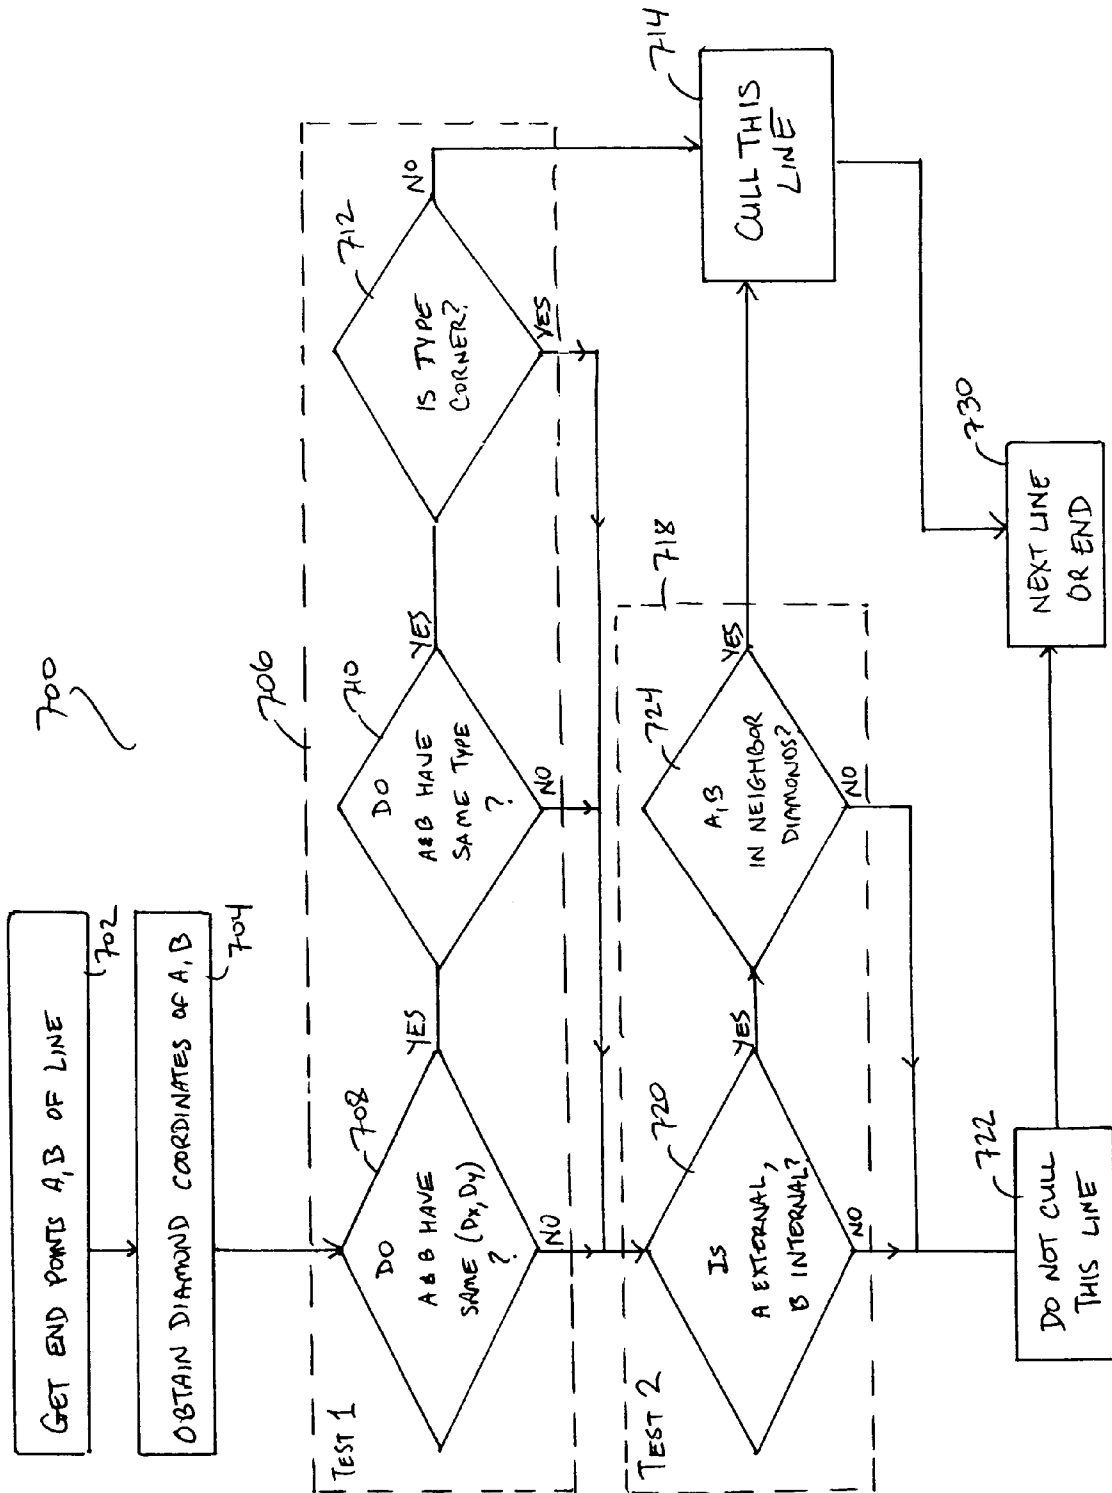 700
GET END POINTS A,B OF LINE
702
OBTAIN DIAMOND COORDINATES OF A,B
704
706
TEST 1
DO
A & B HAVE
SAME (Dx, Dy)
?
708
YES
NO
DO
A & B HAVE
SAME TYPE
?
710
YES
NO
IS TYPE
CORNER?
712
NO
YES
CULL THIS
LINE
714
718
TEST 2
IS
A EXTERNAL,
B INTERNAL?
720
YES
NO
A,B
IN NEIGHBOR
DIAMONDS?
724
YES
NO
DO NOT CULL
THIS LINE
722
NEXT LINE
OR END
730